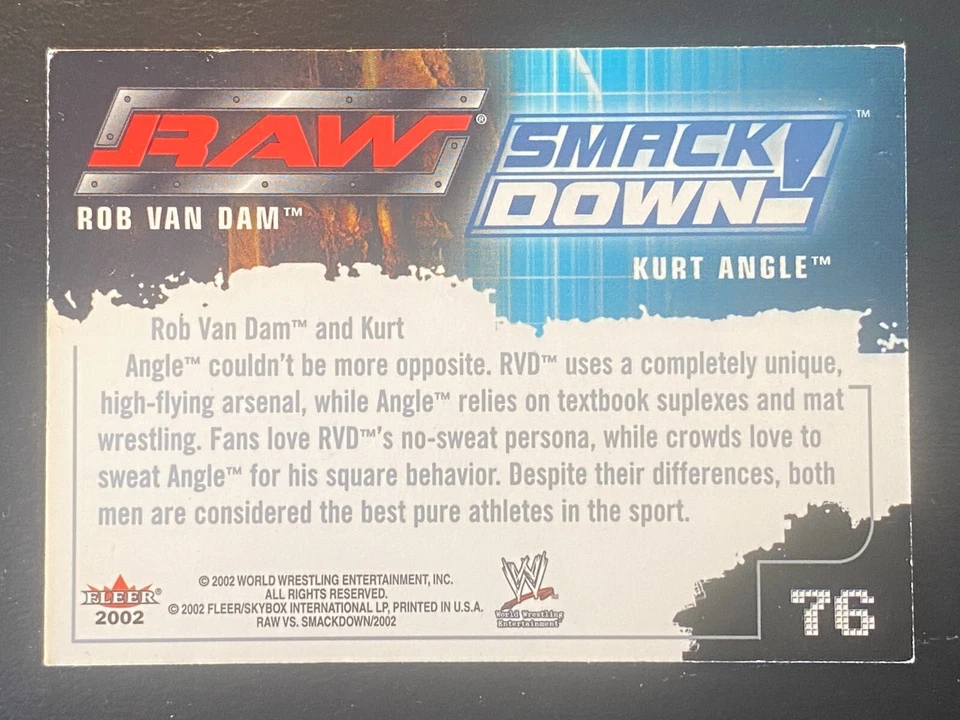 RAW®
ROB VAN DAM™
SMACK
DOWN!™
KURT ANGLE™
Rob Van Dam™ and Kurt
Angle™ couldn't be more opposite. RVD™ uses a completely unique,
high-flying arsenal, while Angle™ relies on textbook suplexes and mat
wrestling. Fans love RVD™'s no-sweat persona, while crowds love to
sweat Angle™ for his square behavior. Despite their differences, both
men are considered the best pure athletes in the sport.
FLEER®
2002
© 2002 WORLD WRESTLING ENTERTAINMENT, INC.
ALL RIGHTS RESERVED.
© 2002 FLEER/SKYBOX INTERNATIONAL LP, PRINTED IN U.S.A.
RAW VS. SMACKDOWN/2002
W
World Wrestling
Entertainment™
76